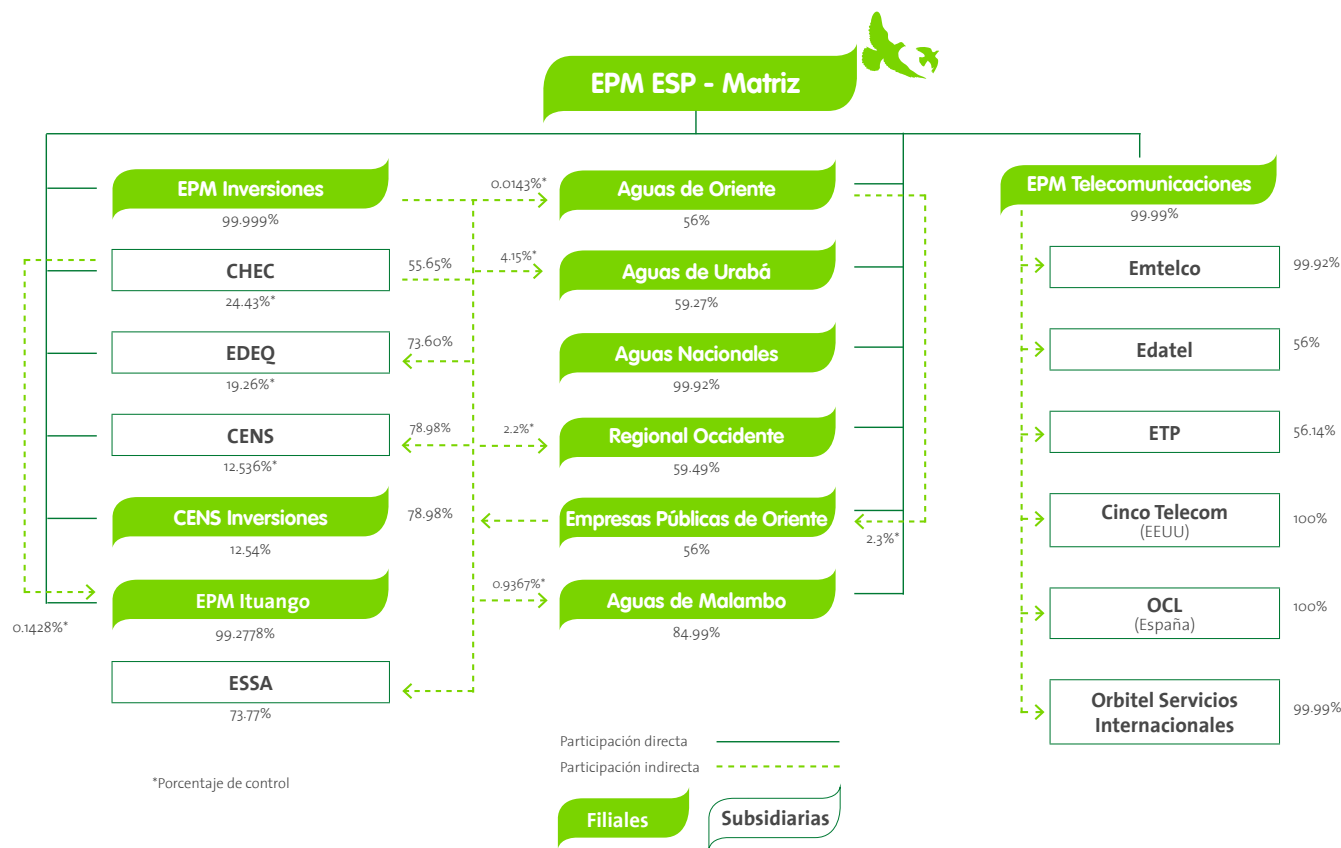 EPM ESP - Matriz
EPM Inversiones
99.999%
CHEC
55.65%
24.43%*
EDEQ
73.60%
19.26%*
CENS
78.98%
12.536%*
CENS Inversiones
78.98%
12.54%
EPM Ituango
0.1428%*
99.2778%
ESSA
73.77%
*Porcentaje de control
0.0143%*
Aguas de Oriente
56%
4.15%*
Aguas de Urabá
59.27%
Aguas Nacionales
99.92%
2.2%*
Regional Occidente
59.49%
Empresas Públicas de Oriente
56%
2.3%*
0.9367%*
Aguas de Malambo
84.99%
EPM Telecomunicaciones
99.99%
Emtelco
99.92%
Edatel
56%
ETP
56.14%
Cinco Telecom
(EEUU)
100%
OCL
(España)
100%
Orbitel Servicios
Internacionales
99.99%
Participación directa
Participación indirecta
Filiales
Subsidiarias